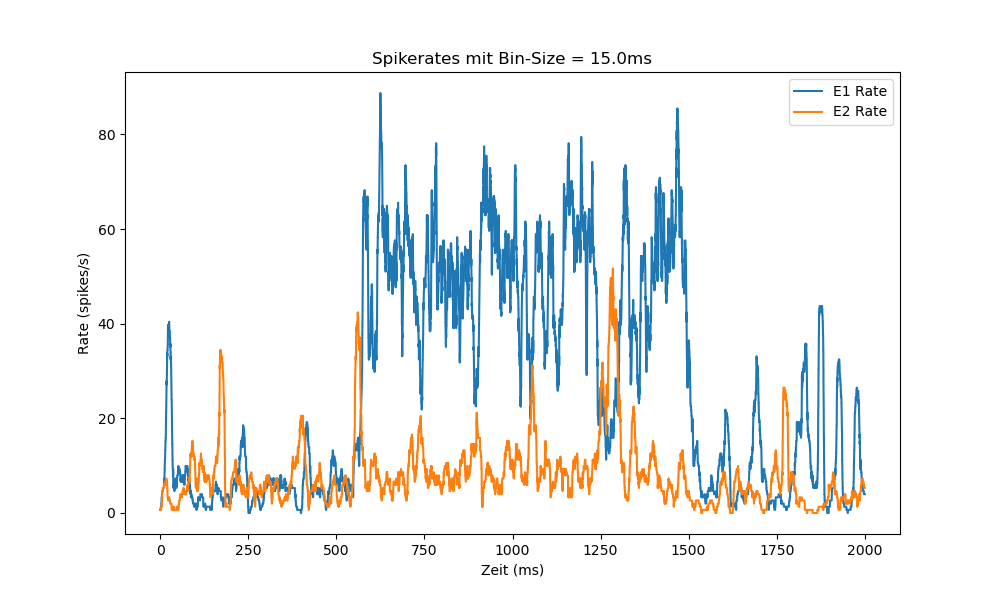 Spikerates mit Bin-Size = 15.0ms
E1 Rate
E2 Rate
80
60
40
20
0
Rate (spikes/s)
0 250 500 750 1000 1250 1500 1750 2000
Zeit (ms)